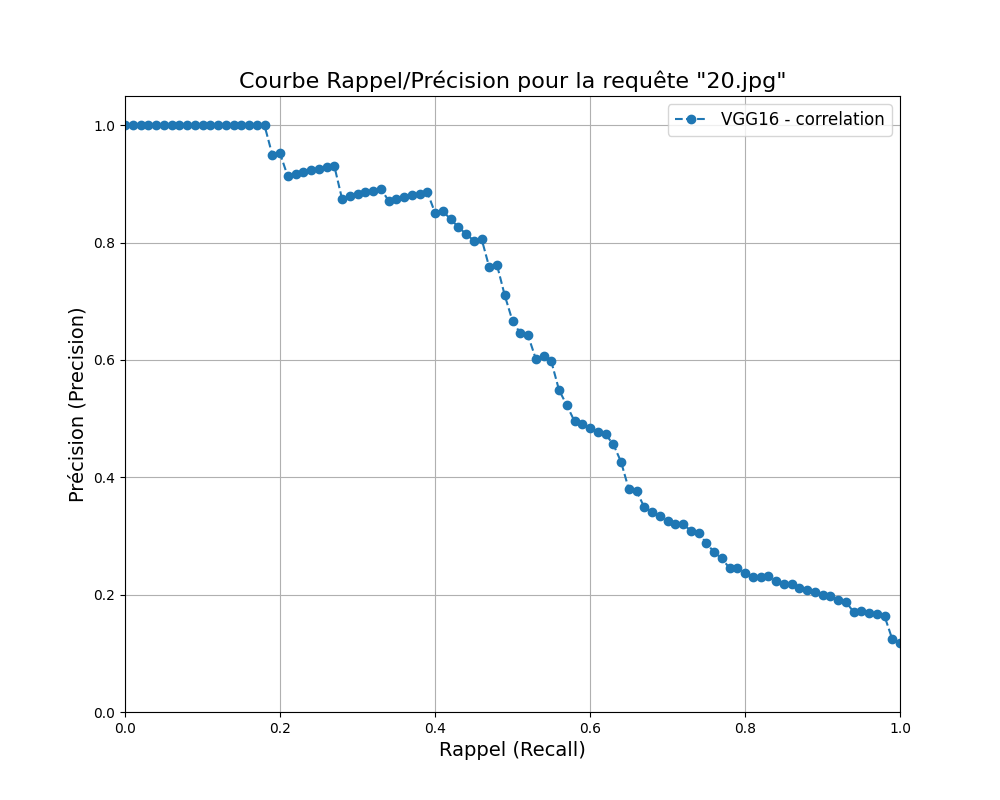 Courbe Rappel/Précision pour la requête "20.jpg"
VGG16 - correlation
Précision (Precision)
1.0
0.8
0.6
0.4
0.2
0.0
0.0 0.2 0.4 0.6 0.8 1.0
Rappel (Recall)